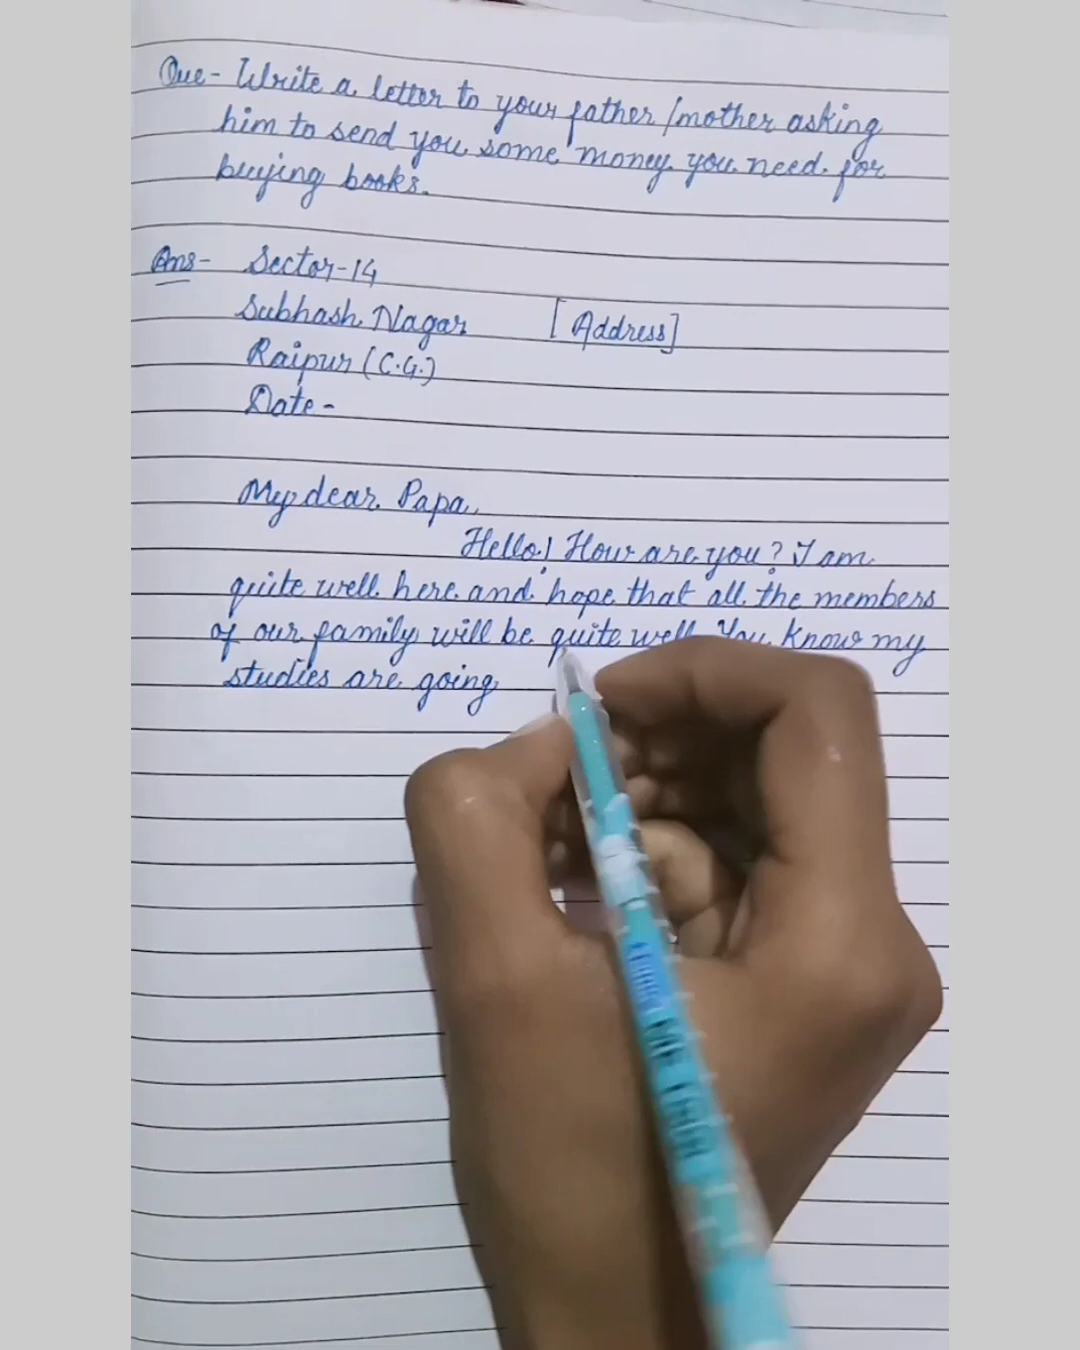 Que- Write a letter to your father/mother asking
him to send you some money you need for
buying books.
Ans- Sector-14
Subhash Nagar [Address]
Raipur (C.G.)
Date-
My dear Papa,
Hello! How are you? I am
quite well here and hope that all the members
of our family will be quite well. You know my
studies are going